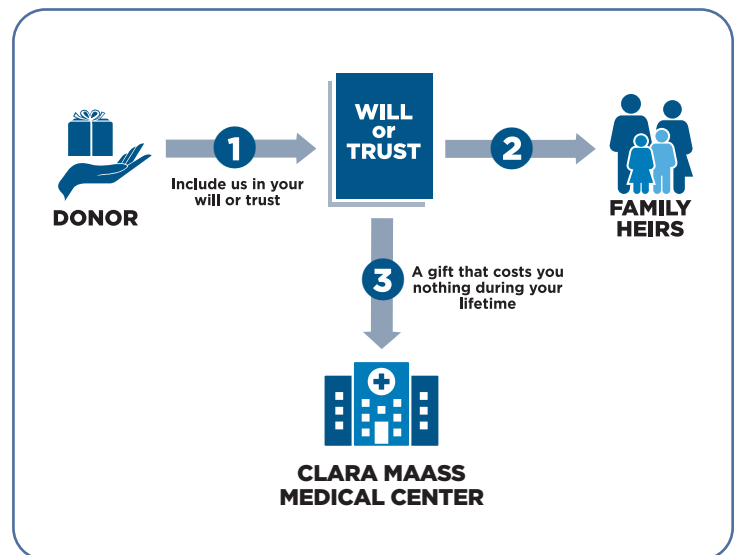 WILL
or
TRUST
1
2
Include us in your
will or trust
DONOR
FAMILY
HEIRS
3
A gift that costs you
nothing during your
lifetime
CLARA MAASS
MEDICAL CENTER